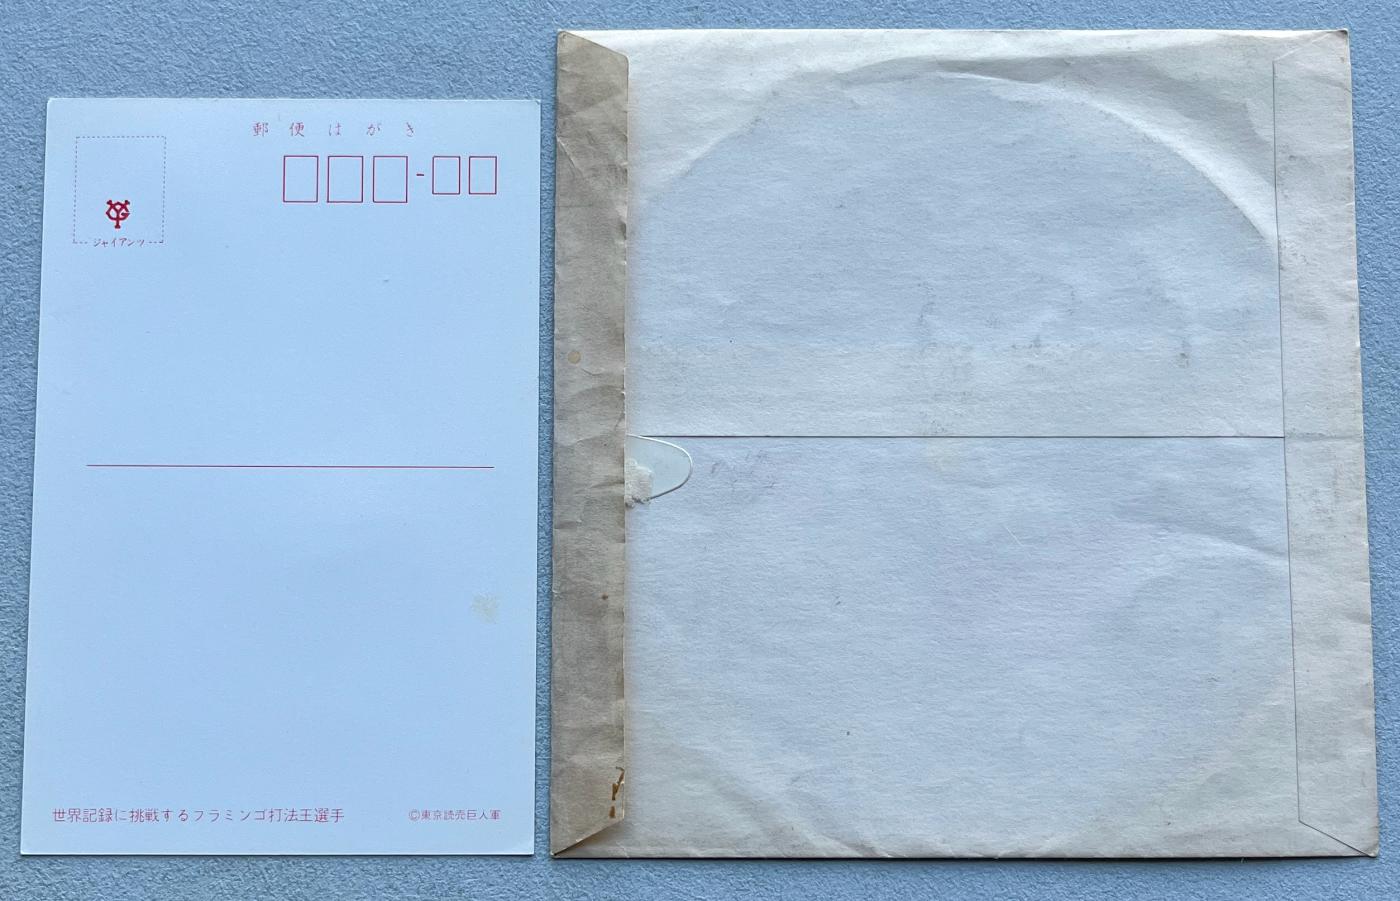 郵便はがき
YG
ジャイアンツ
世界記録に挑戦するフラミンゴ打法王選手
©東京読売巨人軍